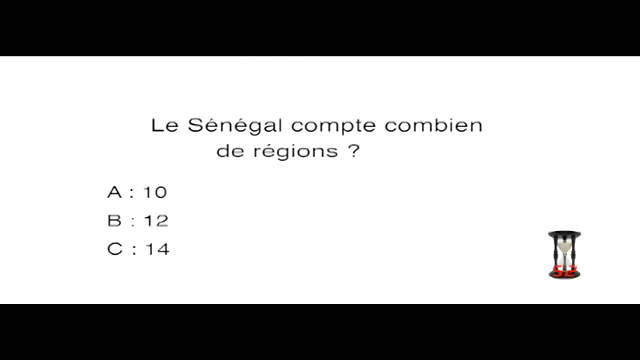 Le Sénégal compte combien
de régions ?
A : 10
B : 12
C : 14